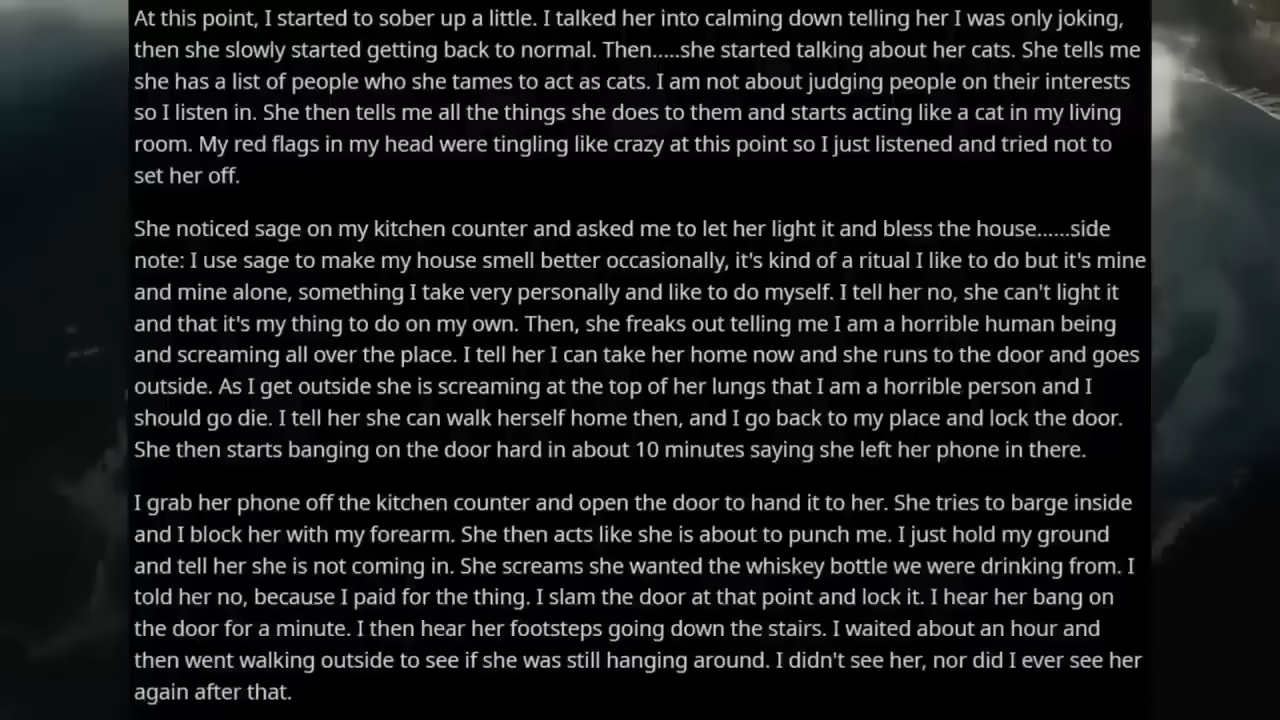 At this point, I started to sober up a little. I talked her into calming down telling her I was only joking,
then she slowly started getting back to normal. Then.....she started talking about her cats. She tells me
she has a list of people who she tames to act as cats. I am not about judging people on their interests
so I listen in. She then tells me all the things she does to them and starts acting like a cat in my living
room. My red flags in my head were tingling like crazy at this point so I just listened and tried not to
set her off.
She noticed sage on my kitchen counter and asked me to let her light it and bless the house......side
note: I use sage to make my house smell better occasionally, it's kind of a ritual I like to do but it's mine
and mine alone, something I take very personally and like to do myself. I tell her no, she can't light it
and that it's my thing to do on my own. Then, she freaks out telling me I am a horrible human being
and screaming all over the place. I tell her I can take her home now and she runs to the door and goes
outside. As I get outside she is screaming at the top of her lungs that I am a horrible person and I
should go die. I tell her she can walk herself home then, and I go back to my place and lock the door.
She then starts banging on the door hard in about 10 minutes saying she left her phone in there.
I grab her phone off the kitchen counter and open the door to hand it to her. She tries to barge inside
and I block her with my forearm. She then acts like she is about to punch me. I just hold my ground
and tell her she is not coming in. She screams she wanted the whiskey bottle we were drinking from. I
told her no, because I paid for the thing. I slam the door at that point and lock it. I hear her bang on
the door for a minute. I then hear her footsteps going down the stairs. I waited about an hour and
then went walking outside to see if she was still hanging around. I didn't see her, nor did I ever see her
again after that.